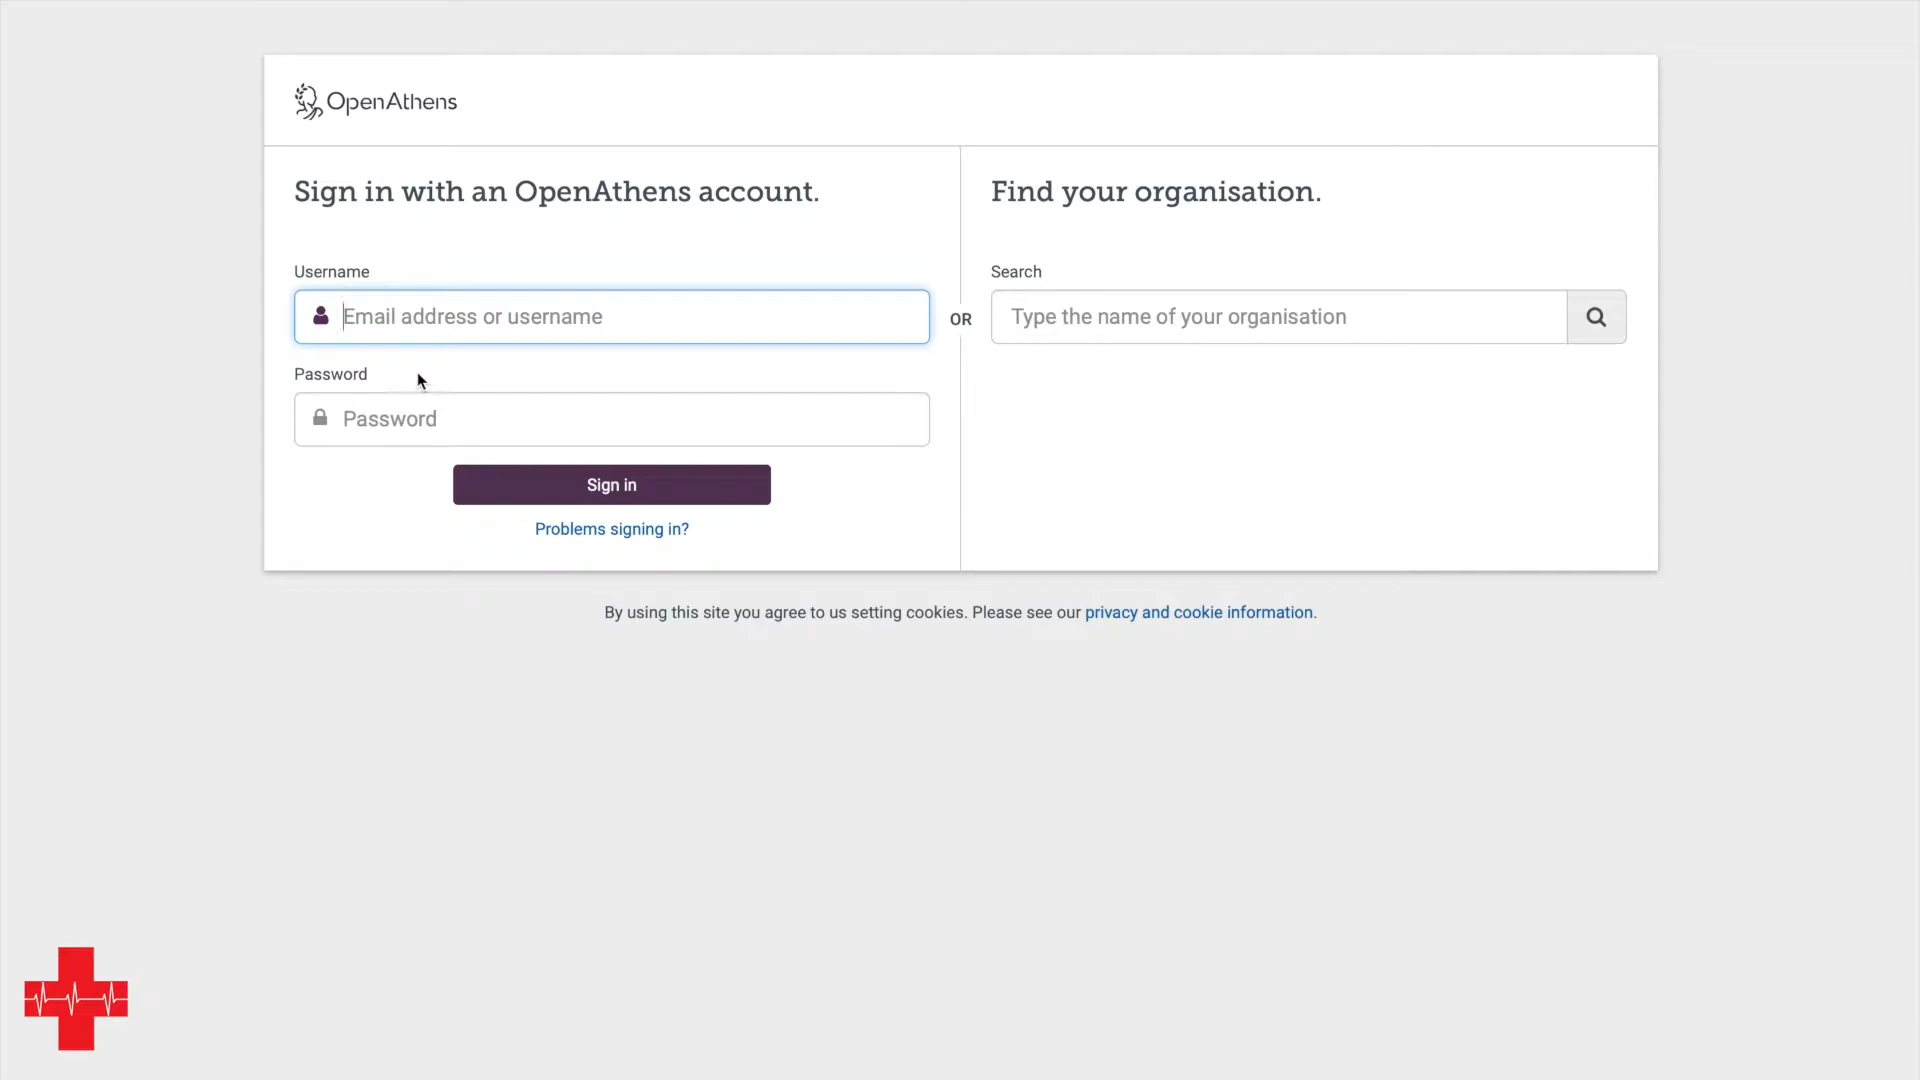 OpenAthens
Sign in with an OpenAthens account.
Username
Email address or username
Password
Password
Sign in
Problems signing in?
OR
Find your organisation.
Search
Type the name of your organisation
By using this site you agree to us setting cookies. Please see our privacy and cookie information.